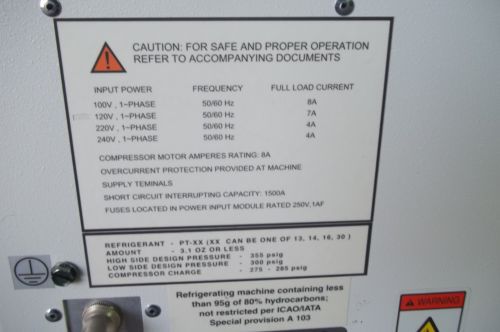 CAUTION: FOR SAFE AND PROPER OPERATION
REFER TO ACCOMPANYING DOCUMENTS
INPUT POWER FREQUENCY FULL LOAD CURRENT
100V , 1~PHASE 50/60 Hz 8A
120V , 1~PHASE 50/60 Hz 7A
220V , 1~PHASE 50/60 Hz 4A
240V , 1~PHASE 50/60 Hz 4A
COMPRESSOR MOTOR AMPERES RATING: 8A
OVERCURRENT PROTECTION PROVIDED AT MACHINE
SUPPLY TEMINALS
SHORT CIRCUIT INTERRUPTING CAPACITY: 1500A
FUSES LOCATED IN POWER INPUT MODULE RATED 250V,1AF
REFRIGERANT - PT-XX (XX CAN BE ONE OF 13, 14, 16, 30 )
AMOUNT - 3.1 OZ OR LESS
HIGH SIDE DESIGN PRESSURE - 355 psig
LOW SIDE DESIGN PRESSURE - 300 psig
COMPRESSOR CHARGE - 275 - 285 psig
Refrigerating machine containing less
than 95g of 80% hydrocarbons;
not restricted per ICAO/IATA
Special provision A 103
WARNING